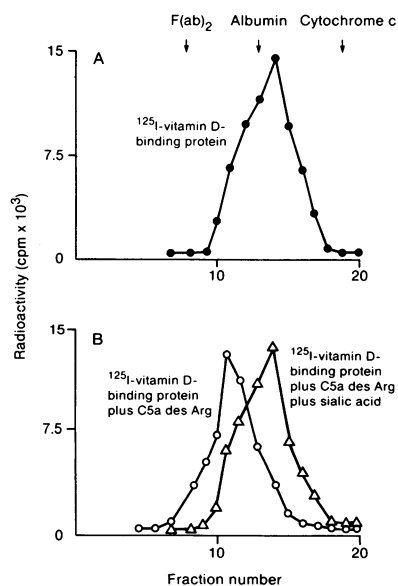 F(ab)₂ Albumin Cytochrome c
A
15
¹²⁵I-vitamin D-
binding protein
7.5
0
10
20
Radioactivity (cpm x 10³)
B
15
¹²⁵I-vitamin D-
binding protein
plus C5a des Arg
¹²⁵I-vitamin D-
binding protein
plus C5a des Arg
plus sialic acid
7.5
0
10
20
Fraction number